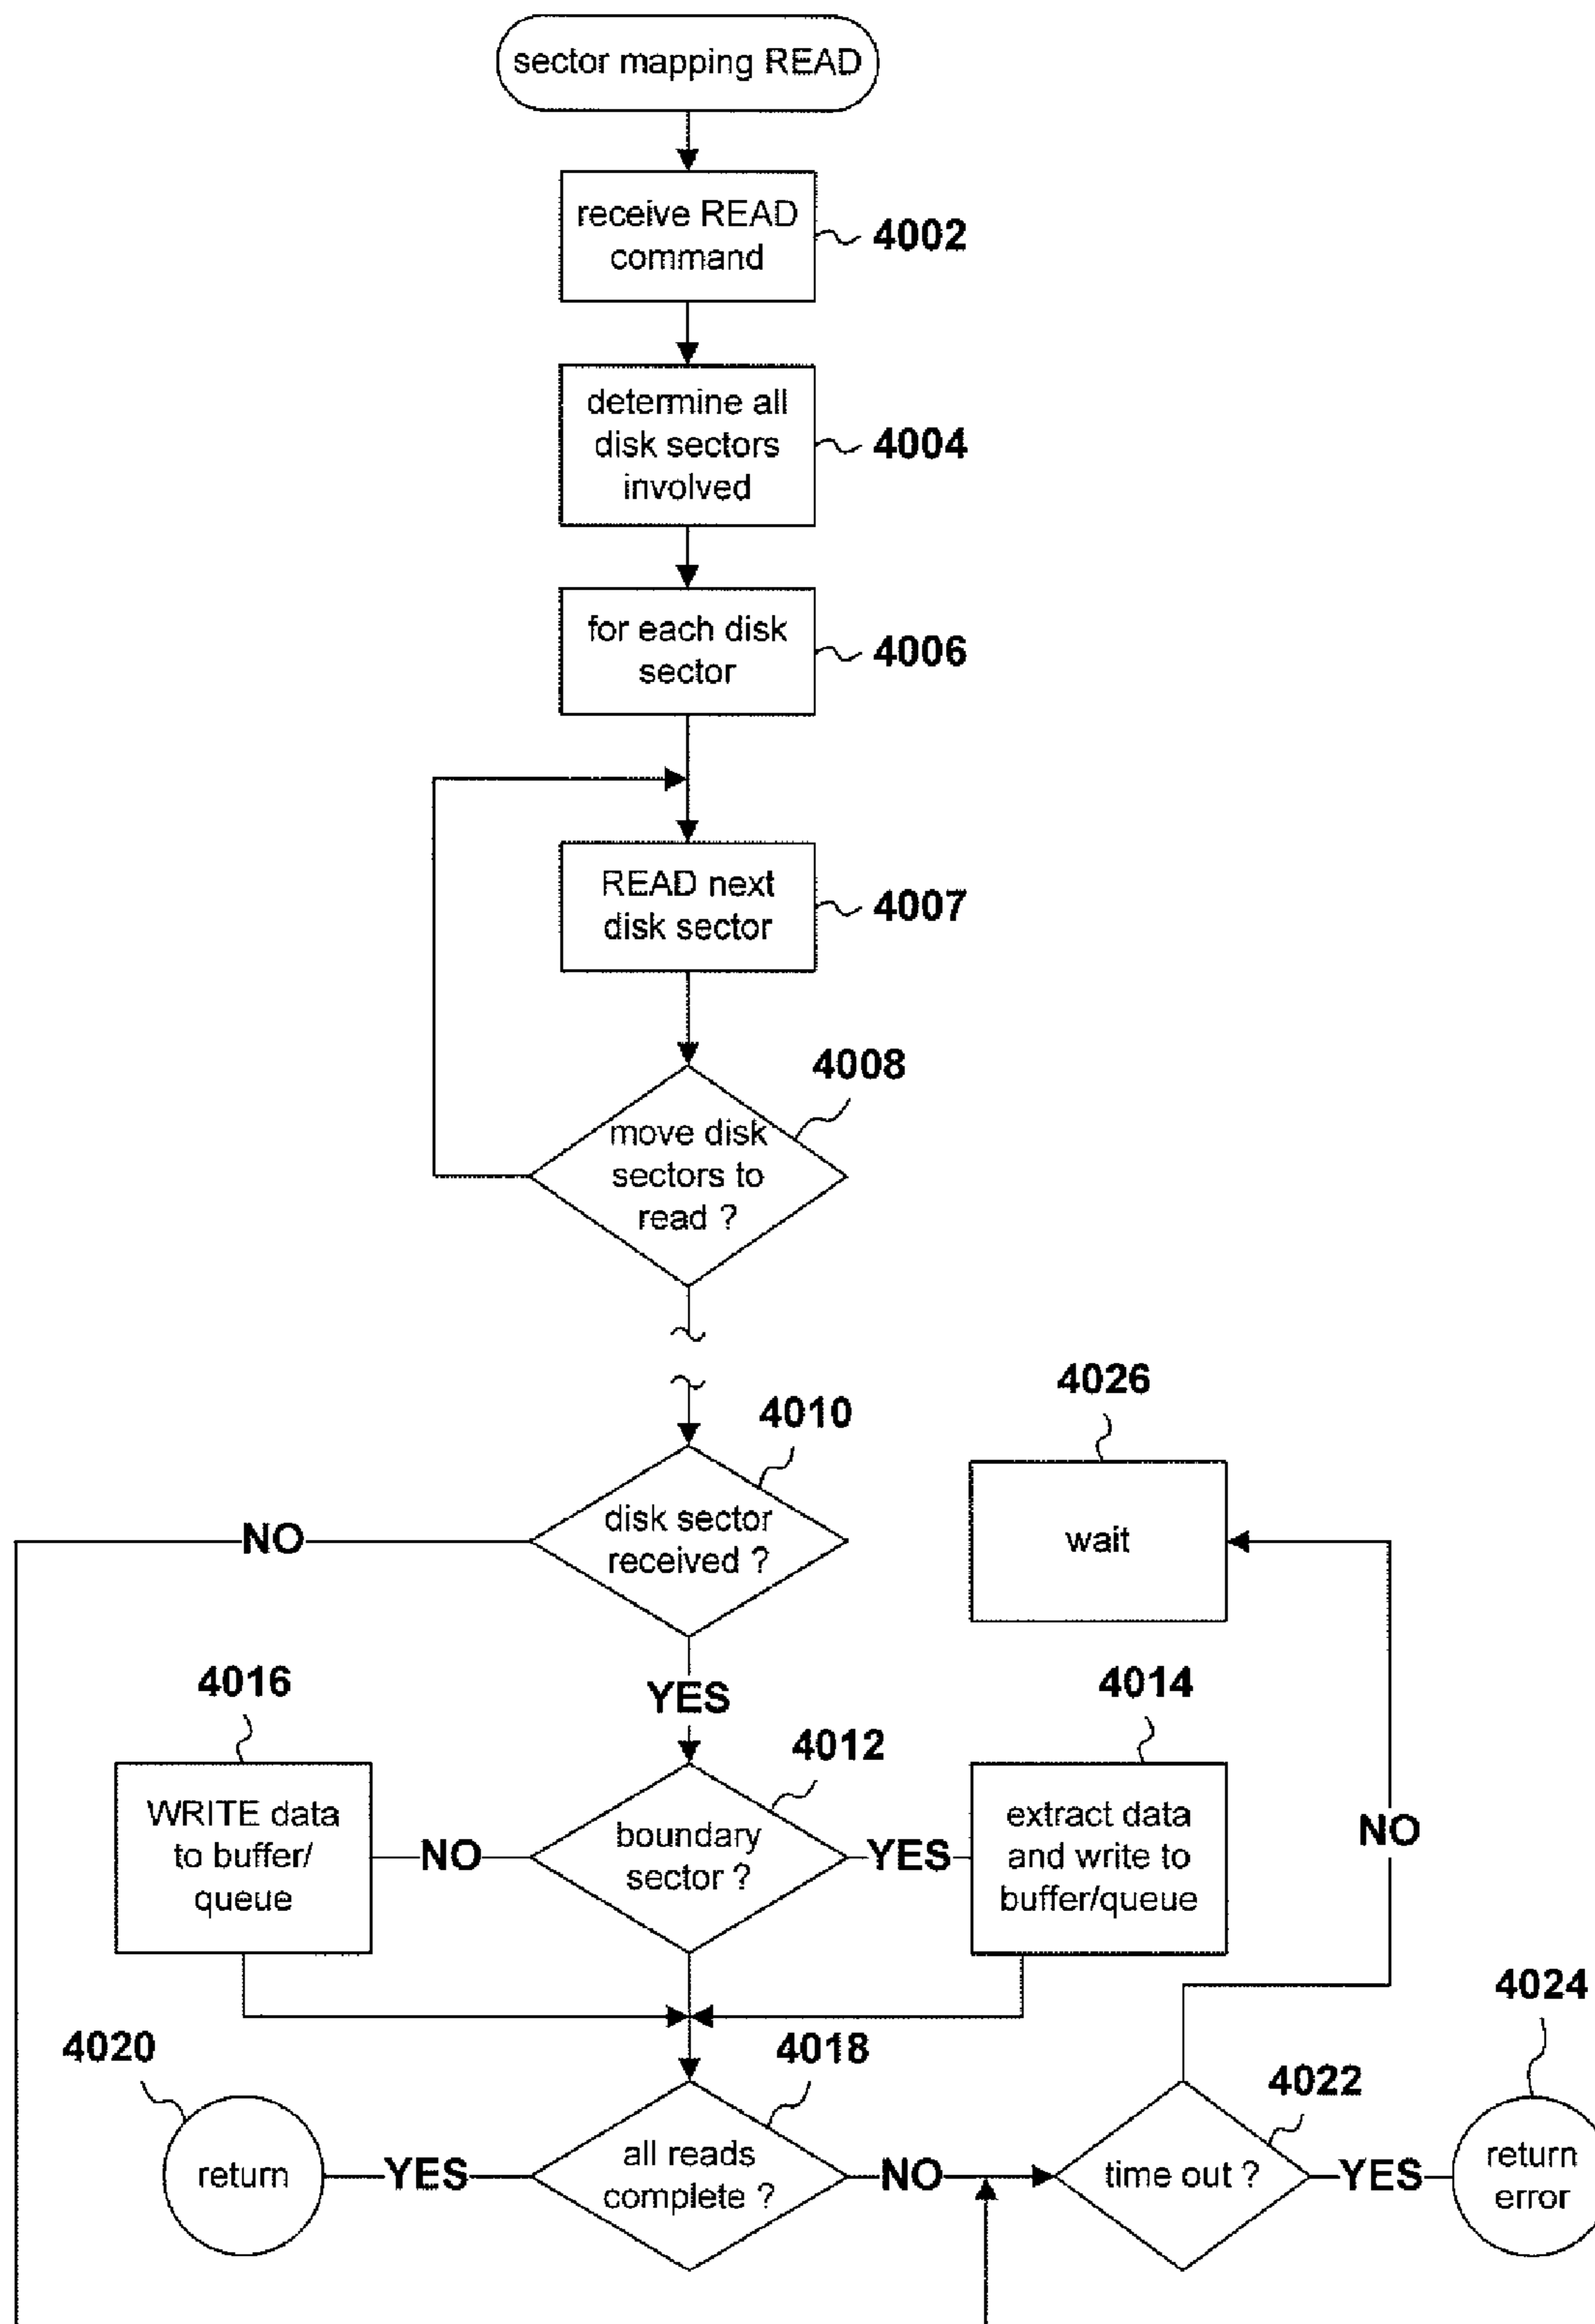 sector mapping READ
receive READ
command
4002
determine all
disk sectors
involved
4004
for each disk
sector
4006
READ next
disk sector
4007
4008
move disk
sectors to
read ?
4026
wait
4010
disk sector
received ?
NO
YES
4016
WRITE data
to buffer/
queue
NO
4012
boundary
sector ?
YES
4014
extract data
and write to
buffer/queue
NO
4020
return
YES
4018
all reads
complete ?
NO
4022
time out ?
YES
4024
return
error